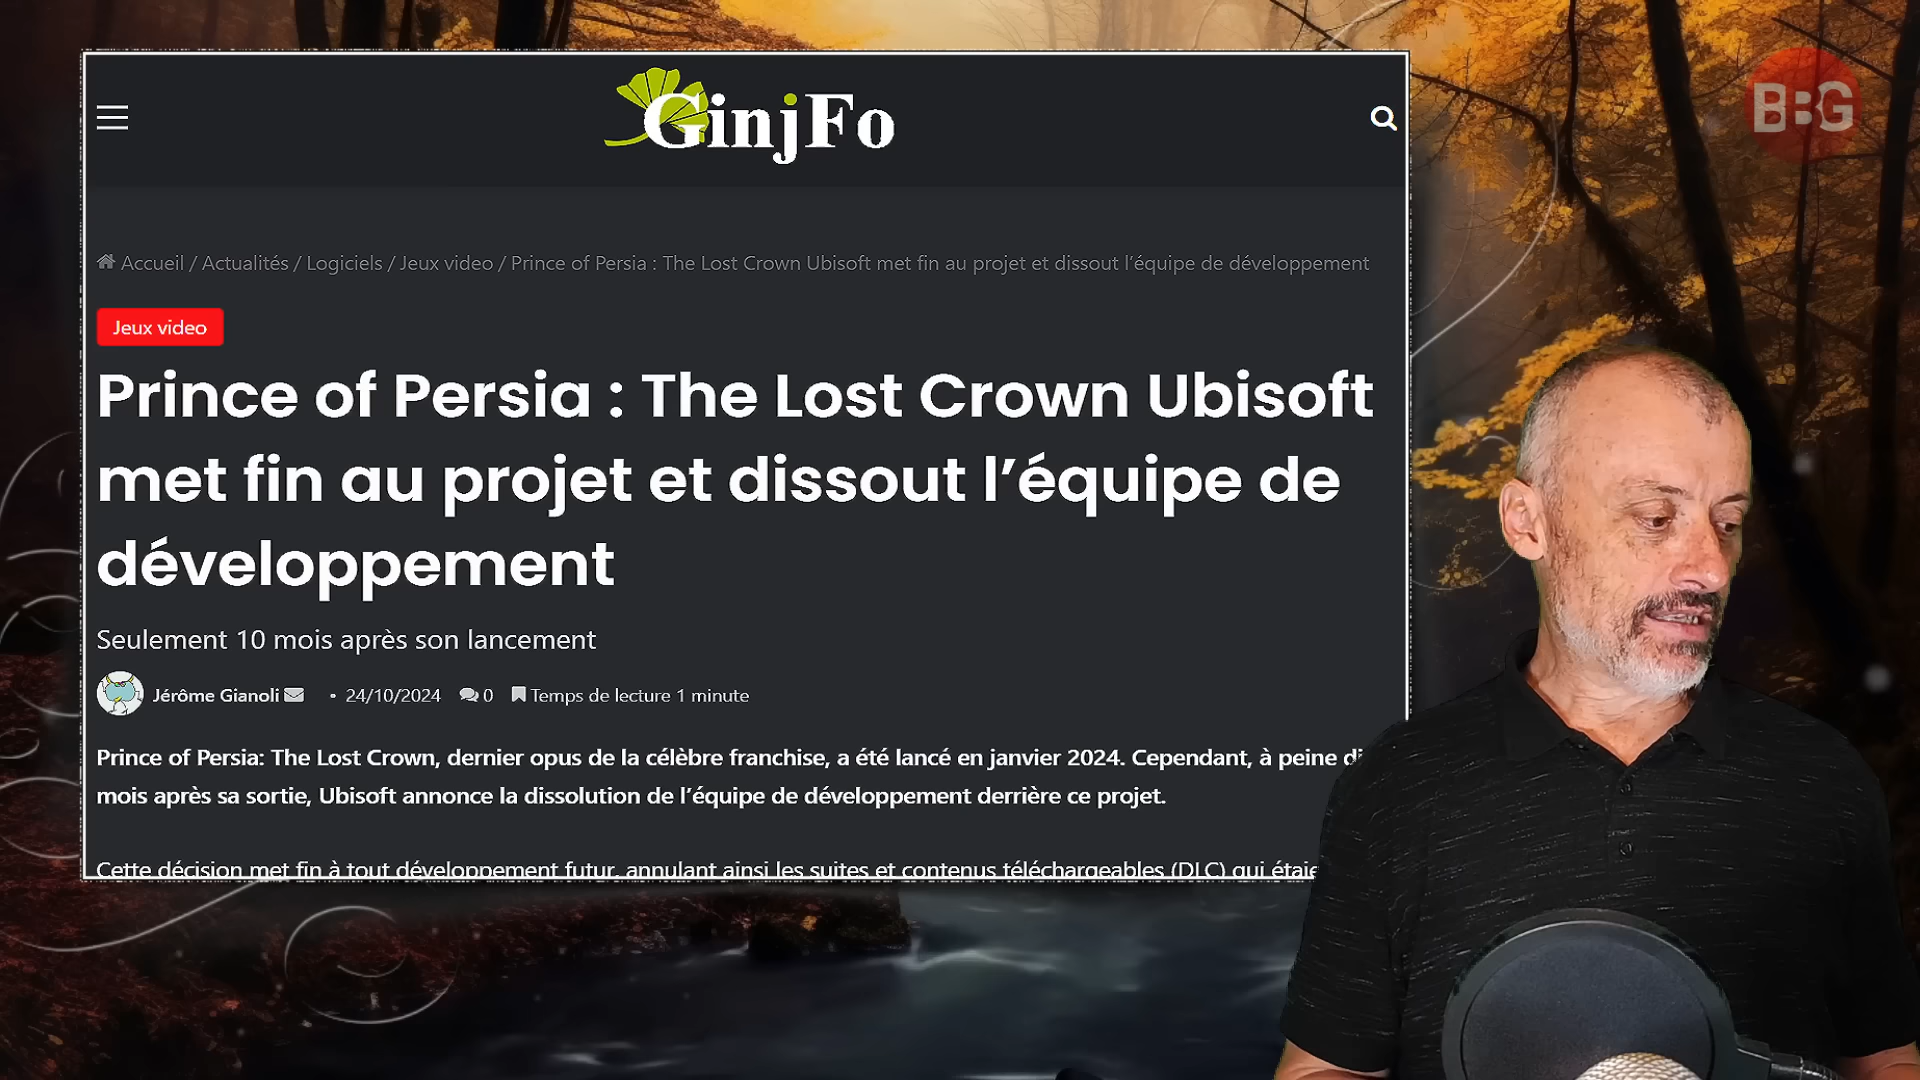 GinjFo
BBG
Accueil / Actualités / Logiciels / Jeux video / Prince of Persia : The Lost Crown Ubisoft met fin au projet et dissout l’équipe de développement
Jeux video
Prince of Persia : The Lost Crown Ubisoft
met fin au projet et dissout l’équipe de
développement
Seulement 10 mois après son lancement
Jérôme Gianoli • 24/10/2024 0 Temps de lecture 1 minute
Prince of Persia: The Lost Crown, dernier opus de la célèbre franchise, a été lancé en janvier 2024. Cependant, à peine
mois après sa sortie, Ubisoft annonce la dissolution de l’équipe de développement derrière ce projet.
Cette décision met fin à tout développement futur, annulant ainsi les suites et contenus téléchargeables (DLC) qui